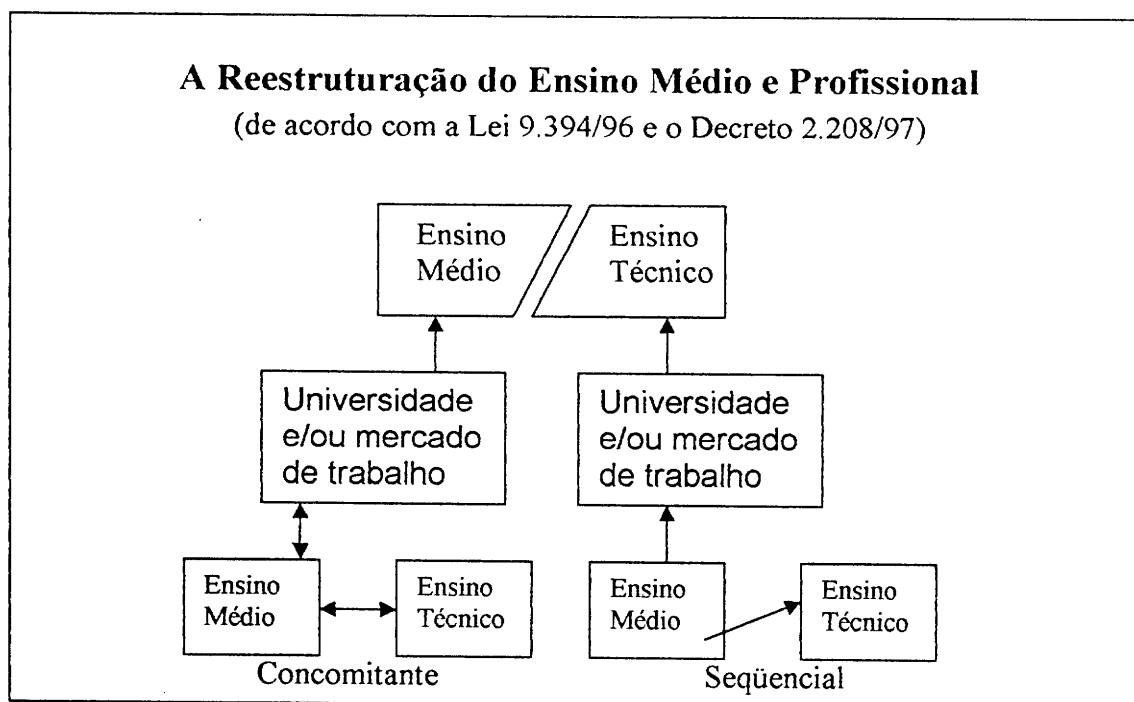 A Reestruturação do Ensino Médio e Profissional
(de acordo com a Lei 9.394/96 e o Decreto 2.208/97)
Ensino
Médio
Ensino
Técnico
Universidade
e/ou mercado
de trabalho
Universidade
e/ou mercado
de trabalho
Ensino
Médio
Ensino
Técnico
Concomitante
Ensino
Médio
Ensino
Técnico
Seqüencial